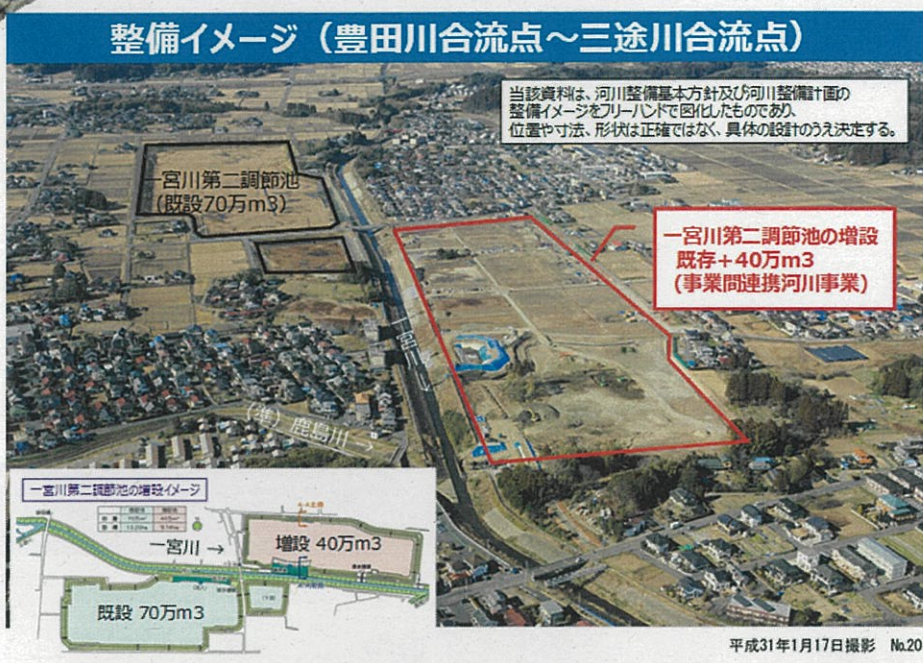 整備イメージ（豊田川合流点～三途川合流点）
当該資料は、河川整備基本方針及び河川整備計画の
整備イメージをフリーハンドで図化したものであり、
位置や寸法、形状は正確ではなく、具体の設計のうえ決定する。
一宮川第二調節池
（既設70万m3）
一宮川第二調節池の増設
既存＋40万m3
（事業間連携河川事業）
（準）鹿島川→
一宮川第二調節池の増設イメージ
一宮川 →
増設 40万m3
既設 70万m3
平成31年1月17日撮影 No.20